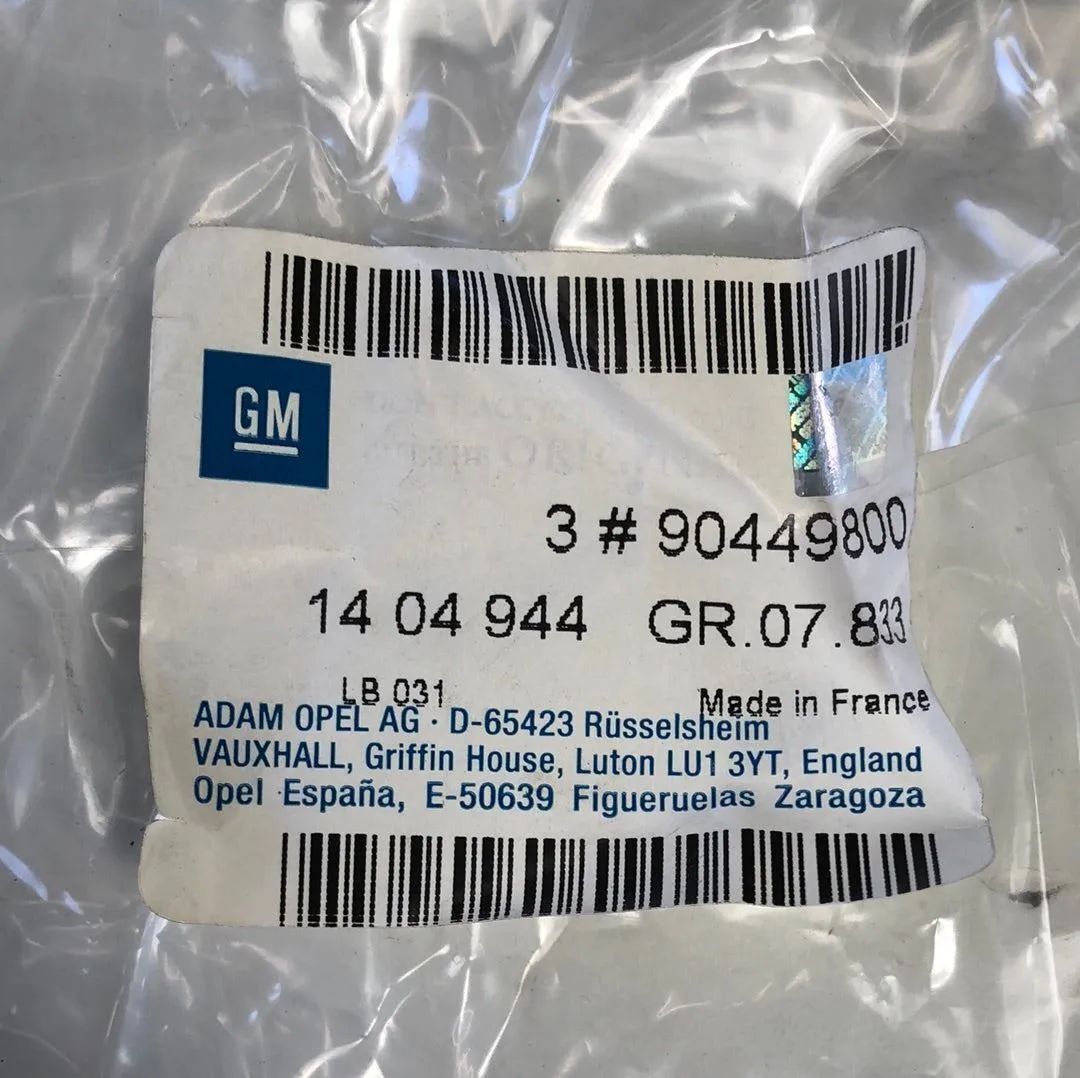 GM
3 # 90449800
14 04 944 GR.07.833
LB 031 Made in France
ADAM OPEL AG · D-65423 Rüsselsheim
VAUXHALL, Griffin House, Luton LU1 3YT, England
Opel España, E-50639 Figueruelas Zaragoza